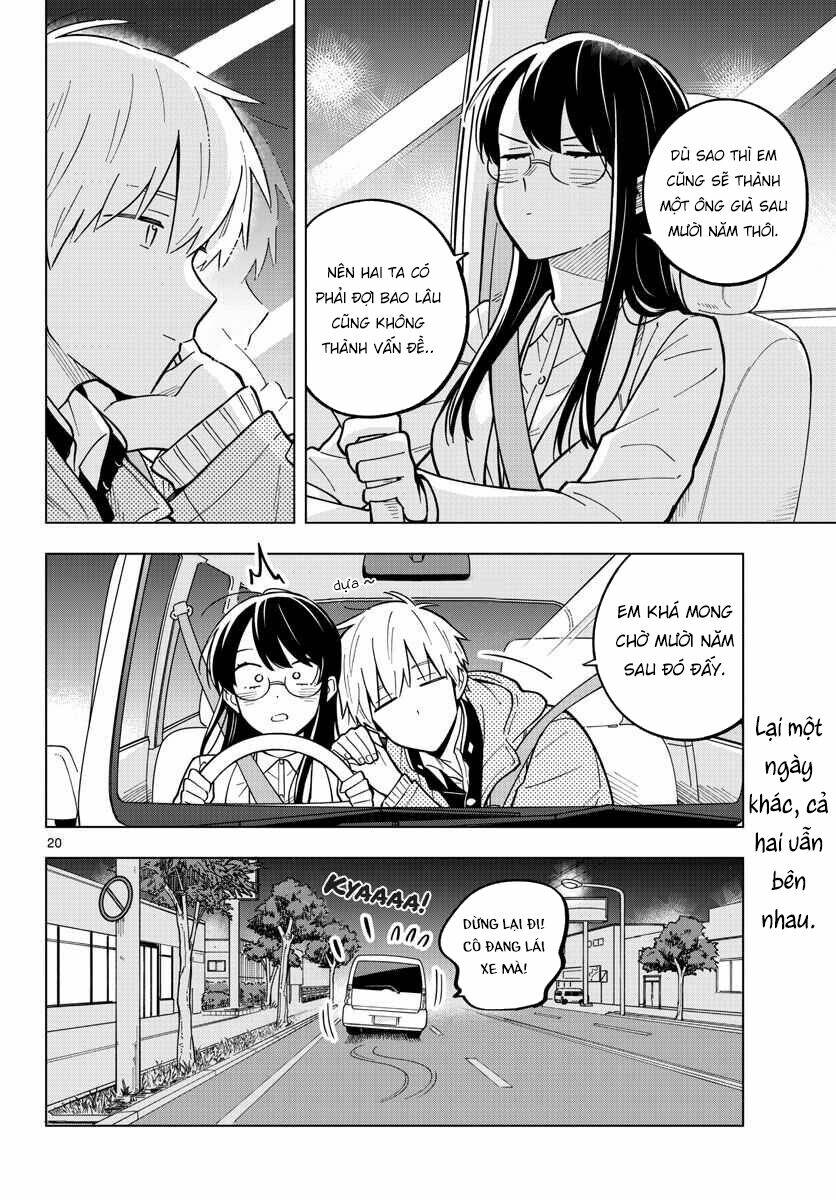 DÙ SAO THÌ EM
CŨNG SẼ THÀNH
MỘT ÔNG GIÀ SAU
MƯỜI NĂM THÔI.
NÊN HAI TA CÓ
PHẢI ĐỢI BAO LÂU
CŨNG KHÔNG
THÀNH VẤN ĐỀ..
dựa ~
EM KHÁ MONG
CHỜ MƯỜI NĂM
SAU ĐÓ ĐẤY.
Lại một
ngày
khác, cả
hai vẫn
bên
nhau.
20
KYAAAA!
DỪNG LẠI ĐI!
CÔ ĐANG LÁI
XE MÀ!